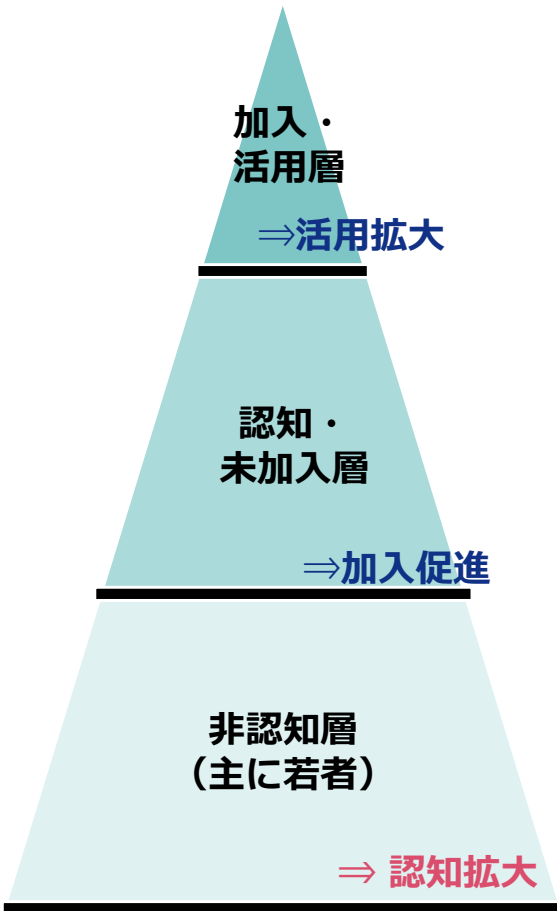 加入・
活用層
⇒活用拡大
認知・
未加入層
⇒加入促進
非認知層
（主に若者）
⇒ 認知拡大